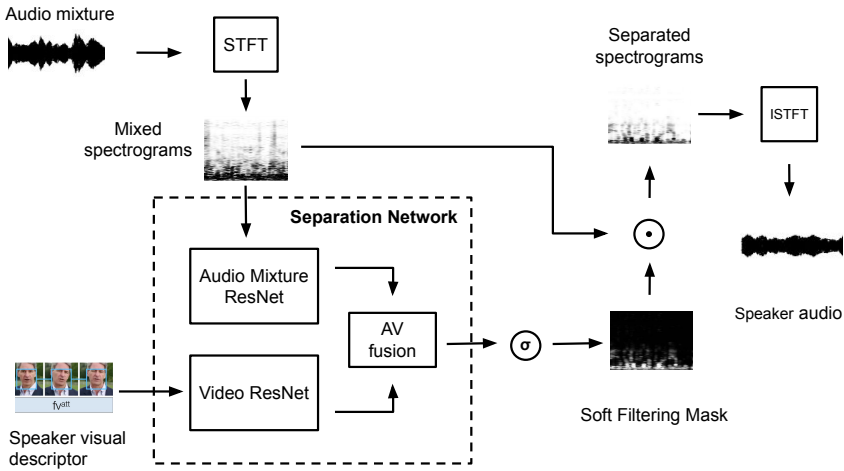 Audio mixture
STFT
Mixed
spectrograms
Separated
spectrograms
ISTFT
Separation Network
Audio Mixture
ResNet
AV
fusion
σ
Speaker audio
Video ResNet
fvatt
Soft Filtering Mask
Speaker visual
descriptor